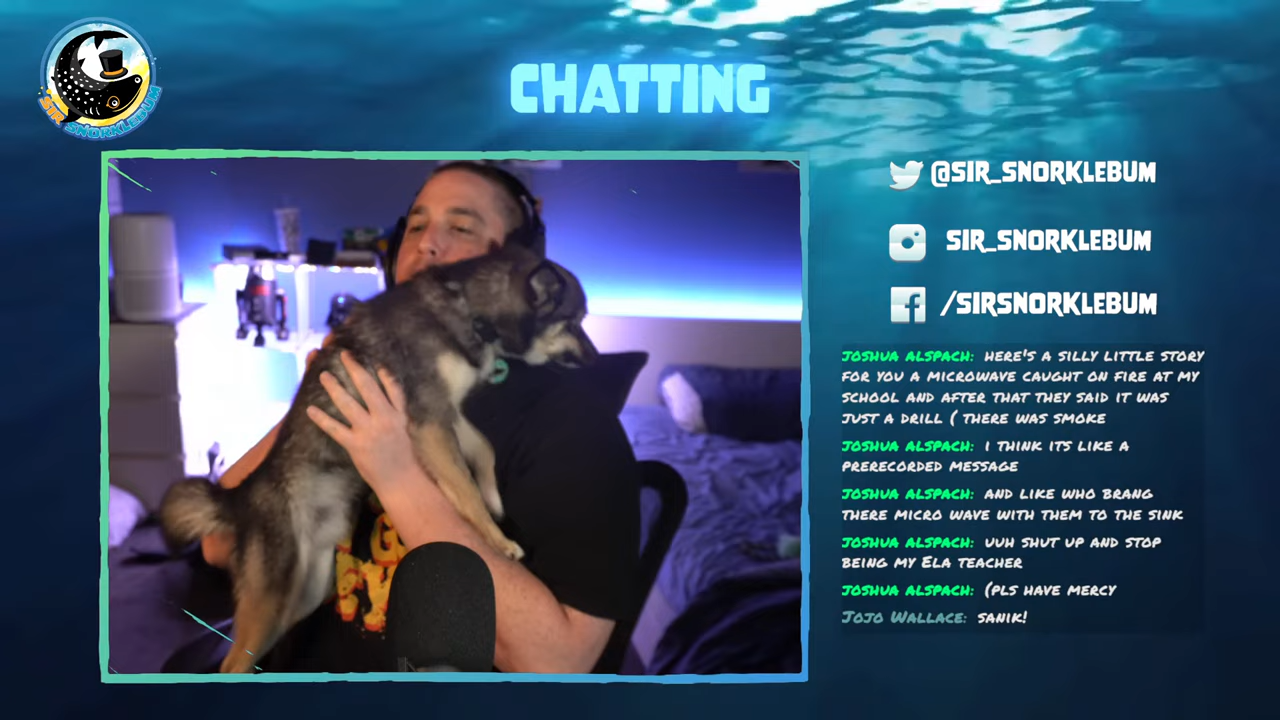 SIR SNORKLEBUM
CHATTING
@SIR_SNORKLEBUM
SIR_SNORKLEBUM
/SIRSNORKLEBUM
JOSHUA ALSPACH: HERE'S A SILLY LITTLE STORY
FOR YOU A MICROWAVE CAUGHT ON FIRE AT MY
SCHOOL AND AFTER THAT THEY SAID IT WAS
JUST A DRILL ( THERE WAS SMOKE
JOSHUA ALSPACH: I THINK ITS LIKE A
PRERECORDED MESSAGE
JOSHUA ALSPACH: AND LIKE WHO BRANG
THERE MICRO WAVE WITH THEM TO THE SINK
JOSHUA ALSPACH: UUH SHUT UP AND STOP
BEING MY ELA TEACHER
JOSHUA ALSPACH: (PLS HAVE MERCY
JOJO WALLACE: SANIK!